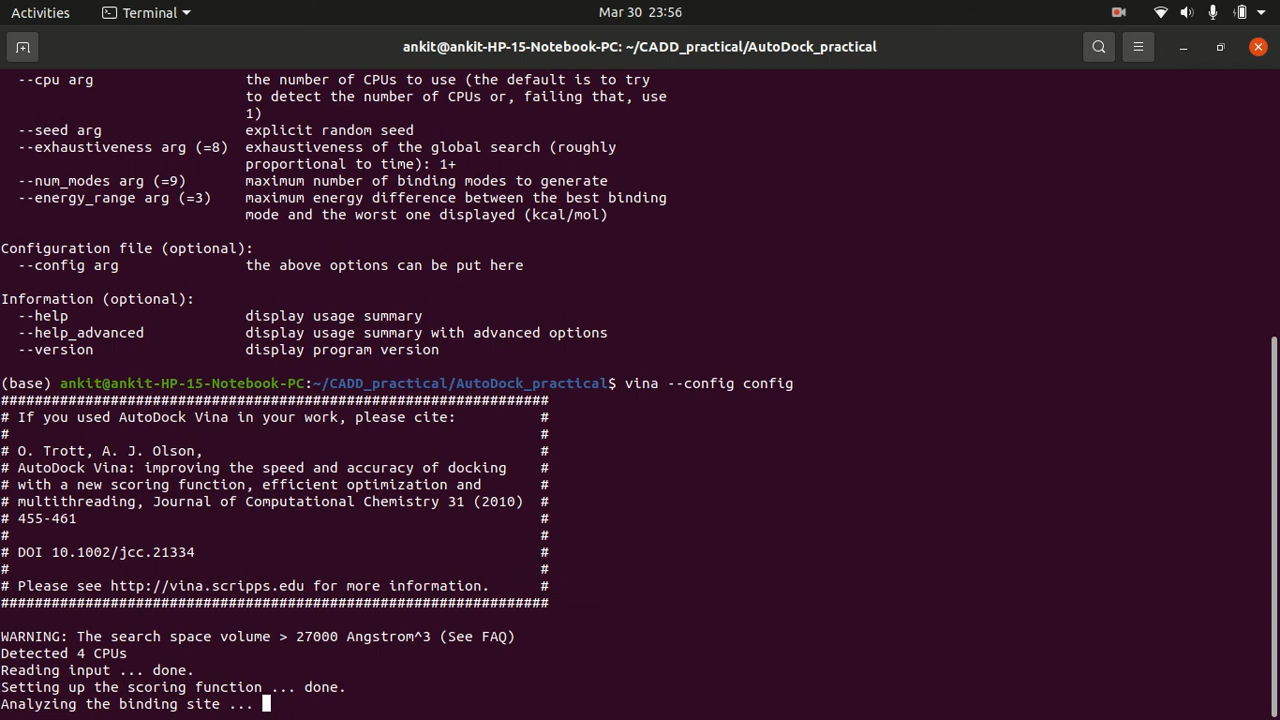 Activities Terminal Mar 30 23:56
ankit@ankit-HP-15-Notebook-PC: ~/CADD_practical/AutoDock_practical
--cpu arg the number of CPUs to use (the default is to try
to detect the number of CPUs or, failing that, use
1)
--seed arg explicit random seed
--exhaustiveness arg (=8) exhaustiveness of the global search (roughly
proportional to time): 1+
--num_modes arg (=9) maximum number of binding modes to generate
--energy_range arg (=3) maximum energy difference between the best binding
mode and the worst one displayed (kcal/mol)
Configuration file (optional):
--config arg the above options can be put here
Information (optional):
--help display usage summary
--help_advanced display usage summary with advanced options
--version display program version
(base) ankit@ankit-HP-15-Notebook-PC:~/CADD_practical/AutoDock_practical$ vina --config config
#################################################################
# If you used AutoDock Vina in your work, please cite: #
# #
# O. Trott, A. J. Olson, #
# AutoDock Vina: improving the speed and accuracy of docking #
# with a new scoring function, efficient optimization and #
# multithreading, Journal of Computational Chemistry 31 (2010) #
# 455-461 #
# #
# DOI 10.1002/jcc.21334 #
# #
# Please see http://vina.scripps.edu for more information. #
#################################################################
WARNING: The search space volume > 27000 Angstrom^3 (See FAQ)
Detected 4 CPUs
Reading input ... done.
Setting up the scoring function ... done.
Analyzing the binding site ...